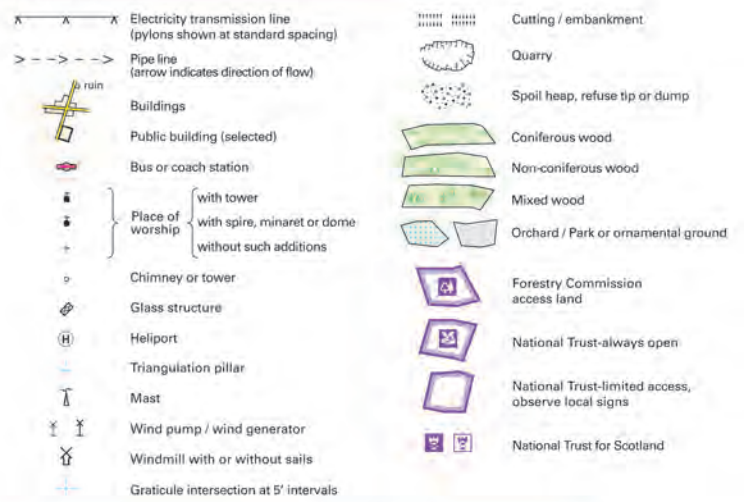 Electricity transmission line
(pylons shown at standard spacing)
Pipe line
(arrow indicates direction of flow)
ruin
Buildings
Public building (selected)
Bus or coach station
Place of
worship
with tower
with spire, minaret or dome
without such additions
Chimney or tower
Glass structure
H
Heliport
Triangulation pillar
Mast
Wind pump / wind generator
Windmill with or without sails
Graticule intersection at 5' intervals
Cutting / embankment
Quarry
Spoil heap, refuse tip or dump
Coniferous wood
Non-coniferous wood
Mixed wood
Orchard / Park or ornamental ground
Forestry Commission
access land
National Trust-always open
National Trust-limited access,
observe local signs
National Trust for Scotland